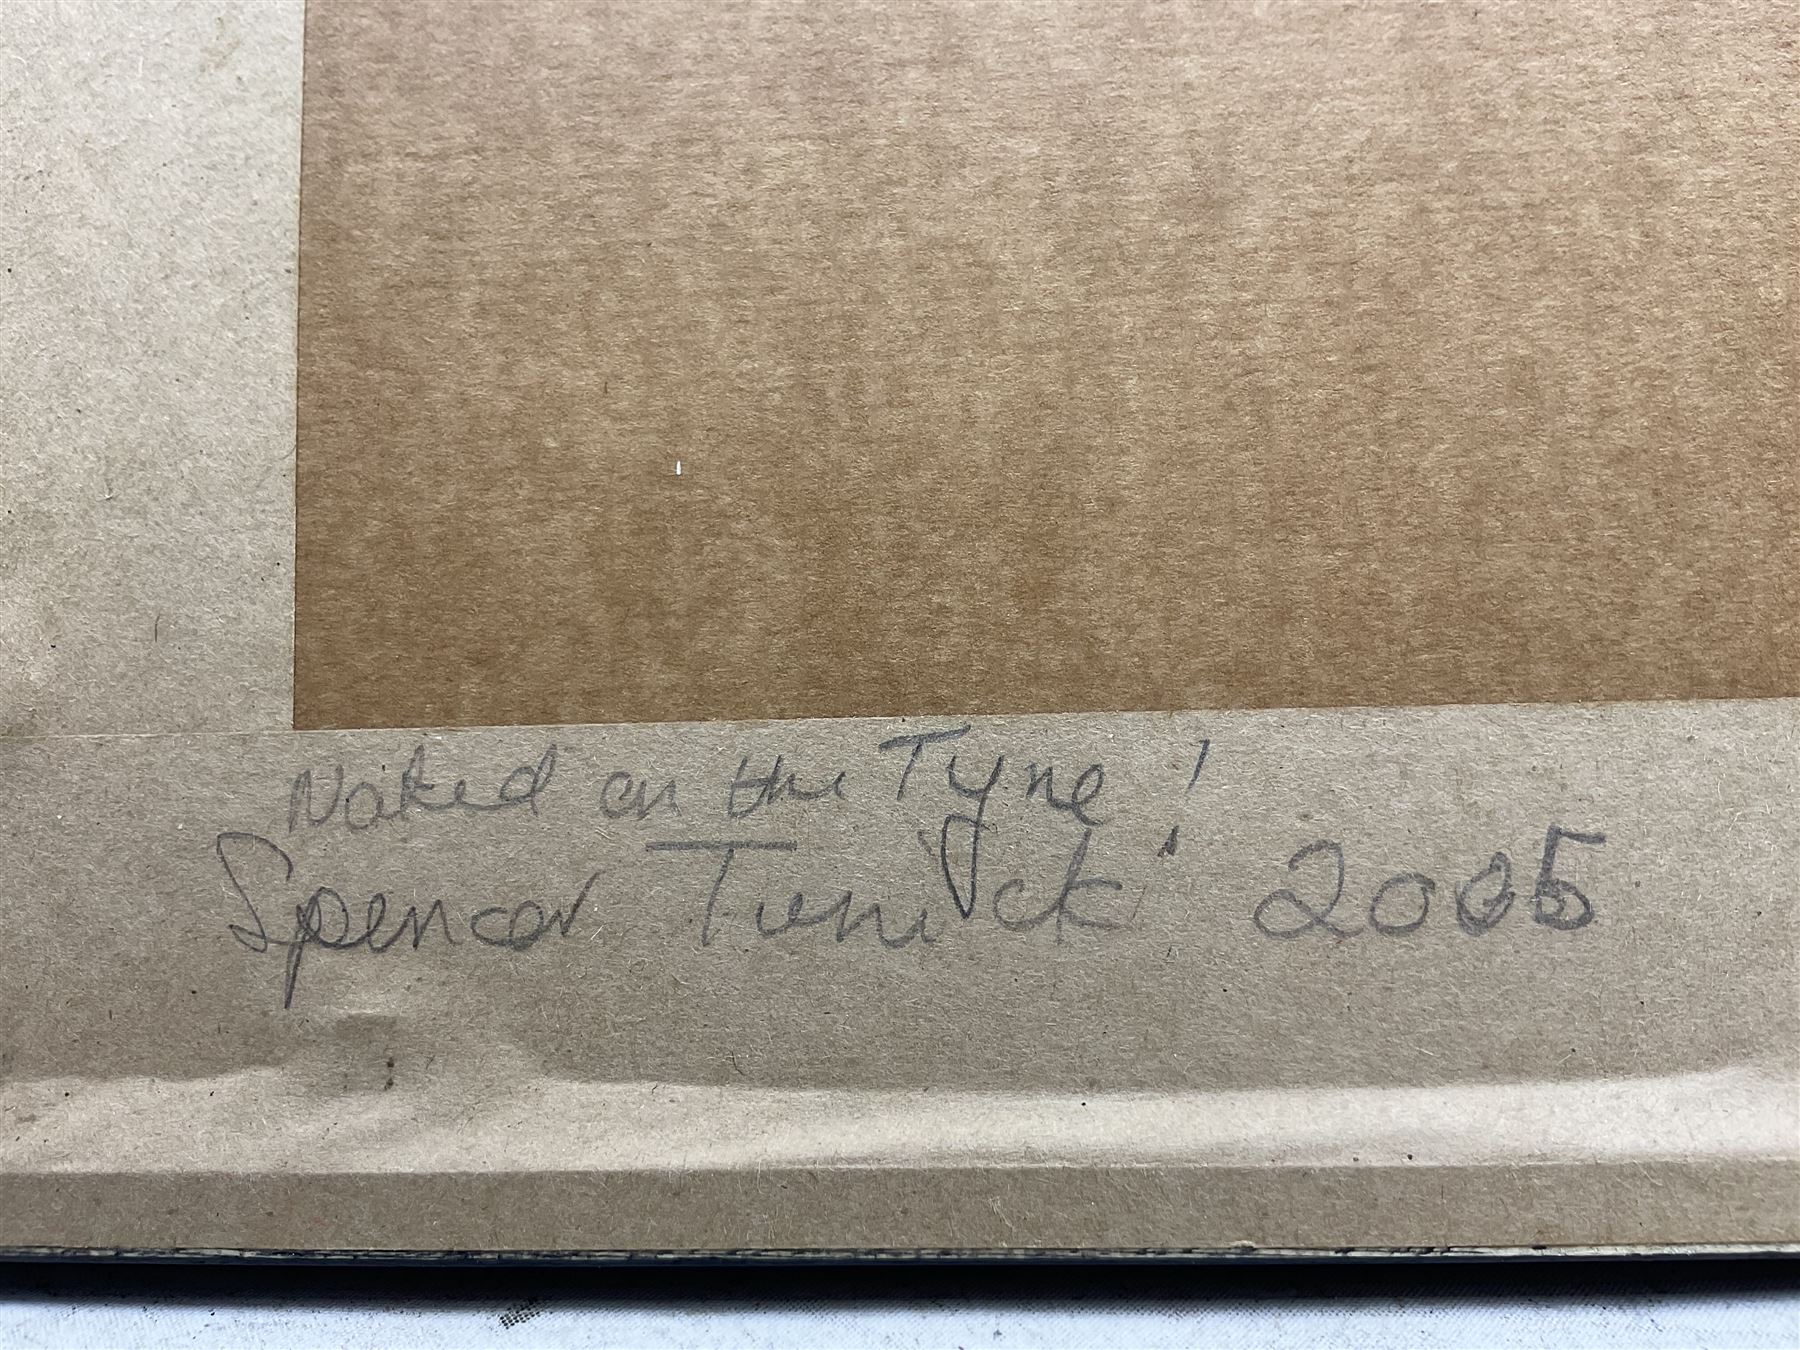 Naked on the Tyne!
Spencer Tunick 2005